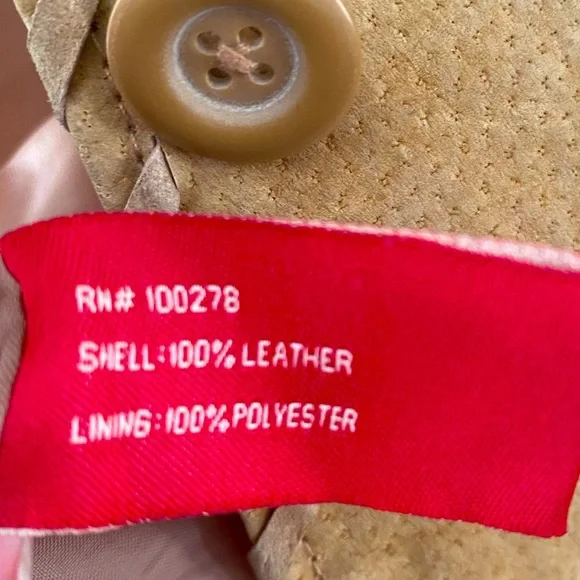 RN# 100278
SHELL:100% LEATHER
LINING:100% POLYESTER